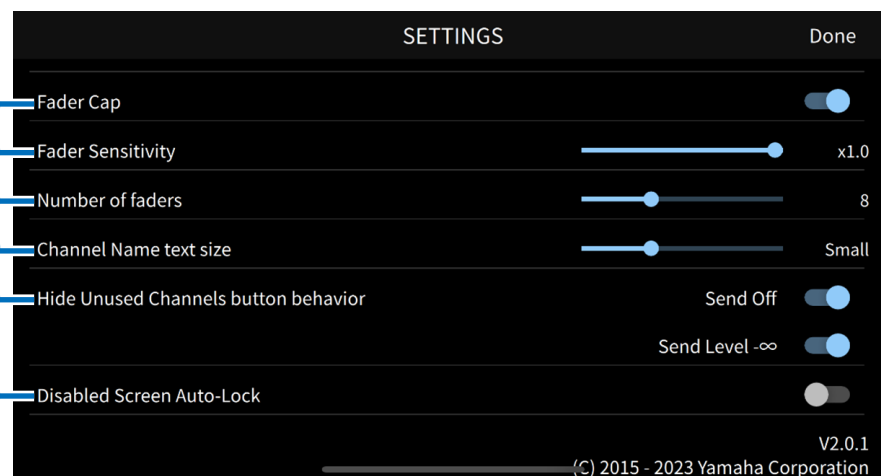 SETTINGS Done
Fader Cap
Fader Sensitivity x1.0
Number of faders 8
Channel Name text size Small
Hide Unused Channels button behavior Send Off
Send Level -∞
Disabled Screen Auto-Lock
V2.0.1
(C) 2015 - 2023 Yamaha Corporation